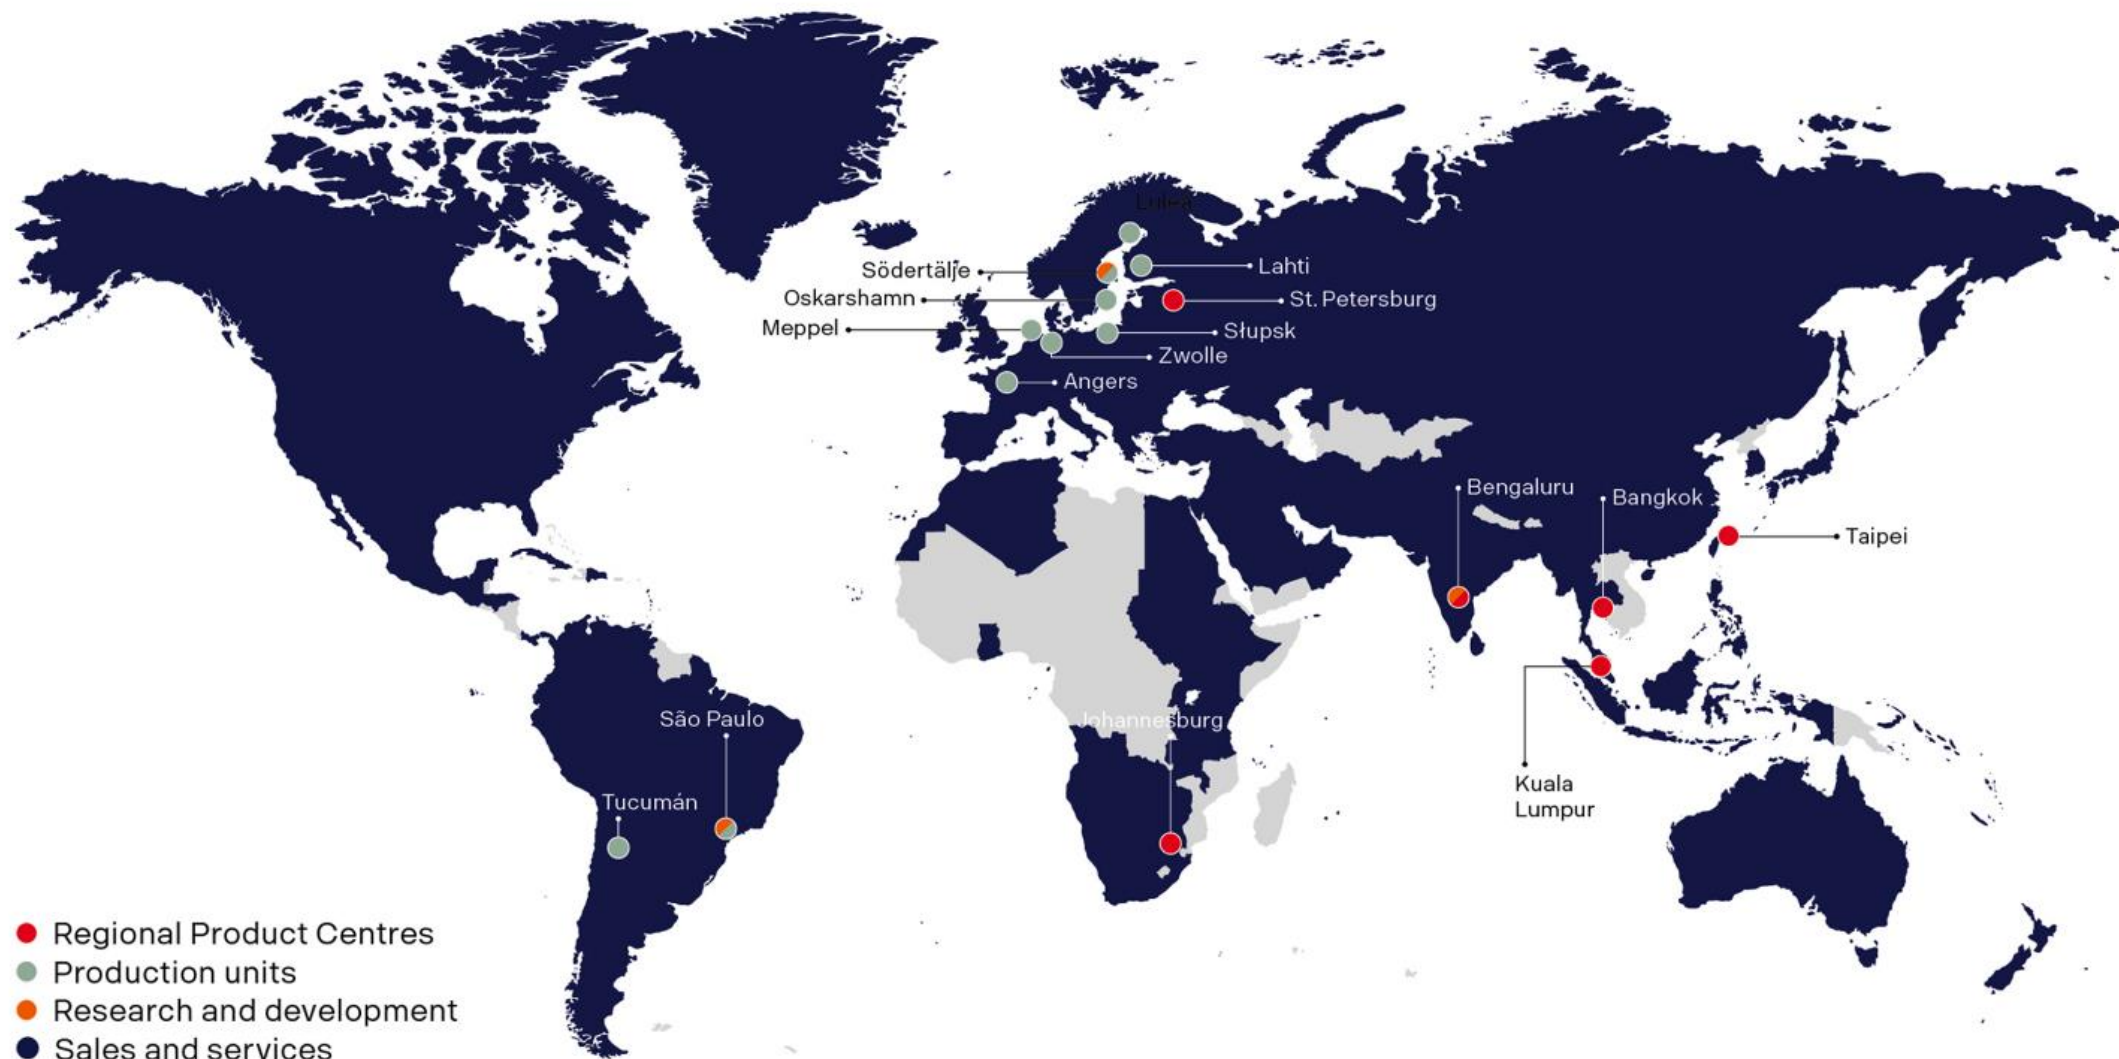 Luleå
Södertälje
Lahti
Oskarshamn
St. Petersburg
Meppel
Słupsk
Zwolle
Angers
Bengaluru
Bangkok
Taipei
São Paulo
Johannesburg
Kuala
Lumpur
Tucumán
Regional Product Centres
Production units
Research and development
Sales and services